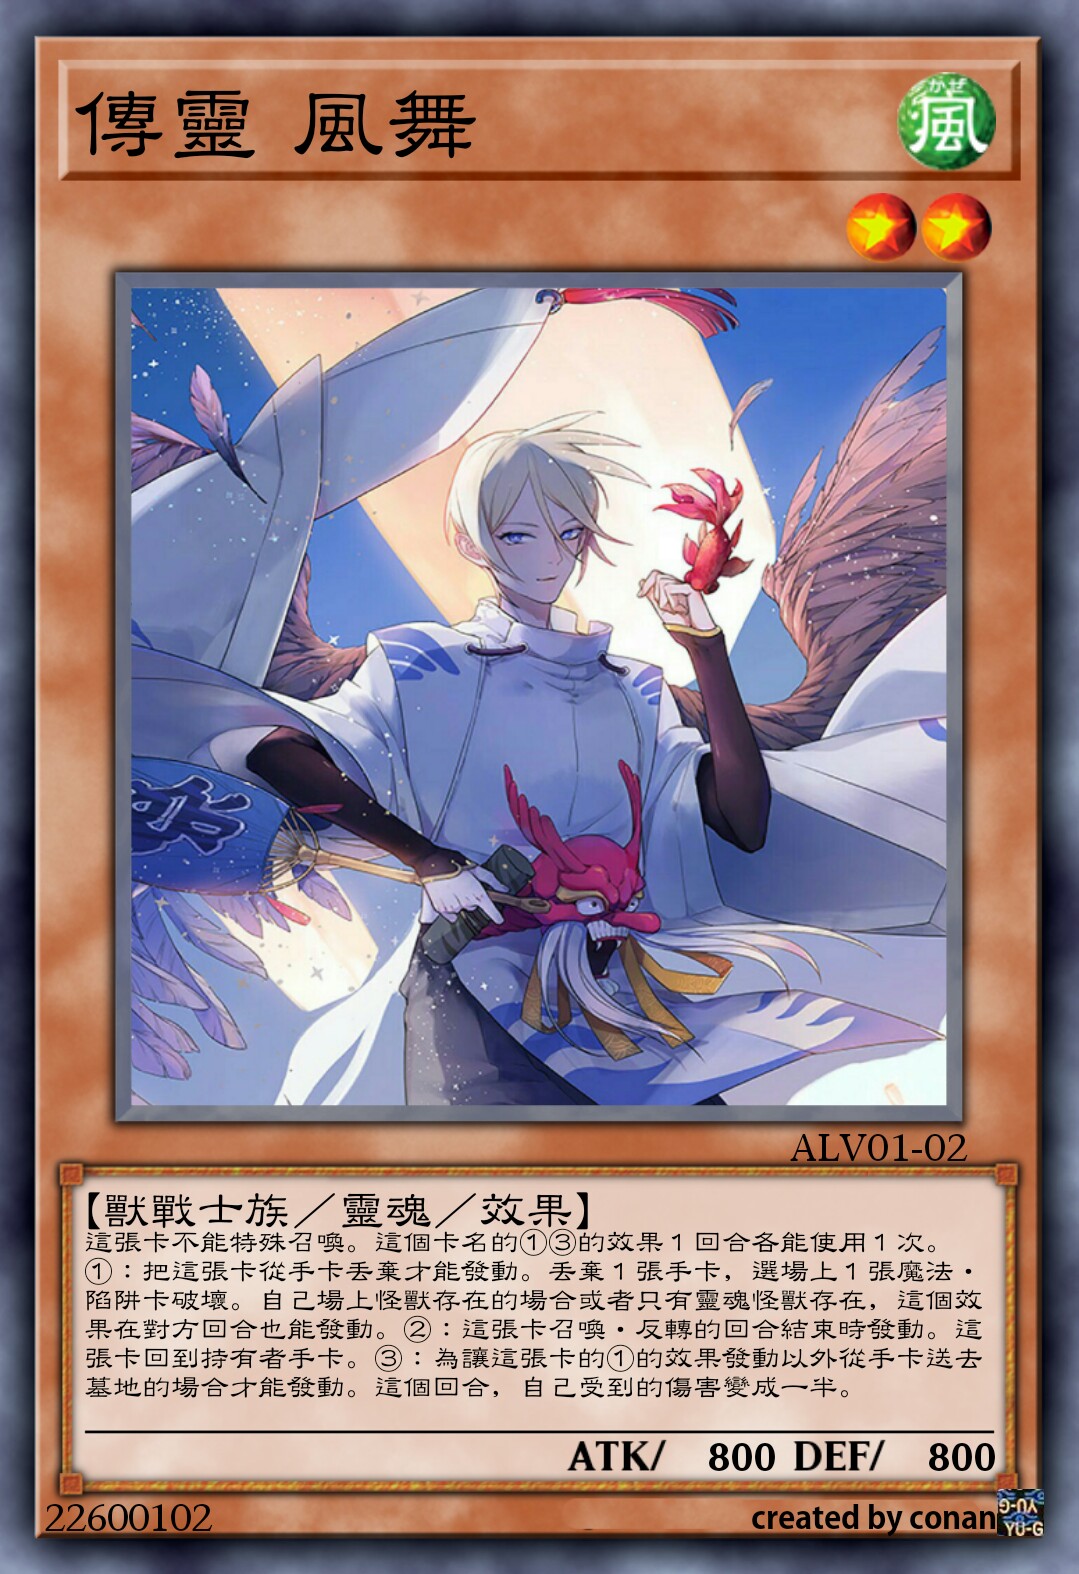 傳靈 風舞
かぜ
風
ALV01-02
【獸戰士族／靈魂／效果】
這張卡不能特殊召喚。這個卡名的①③的效果１回合各能使用１次。
①：把這張卡從手卡丟棄才能發動。丟棄１張手卡，選場上１張魔法・
陷阱卡破壞。自己場上怪獸存在的場合或者只有靈魂怪獸存在，這個效
果在對方回合也能發動。②：這張卡召喚・反轉的回合結束時發動。這
張卡回到持有者手卡。③：為讓這張卡的①的效果發動以外從手卡送去
墓地的場合才能發動。這個回合，自己受到的傷害變成一半。
ATK/ 800 DEF/ 800
22600102
created by conan
YU-G